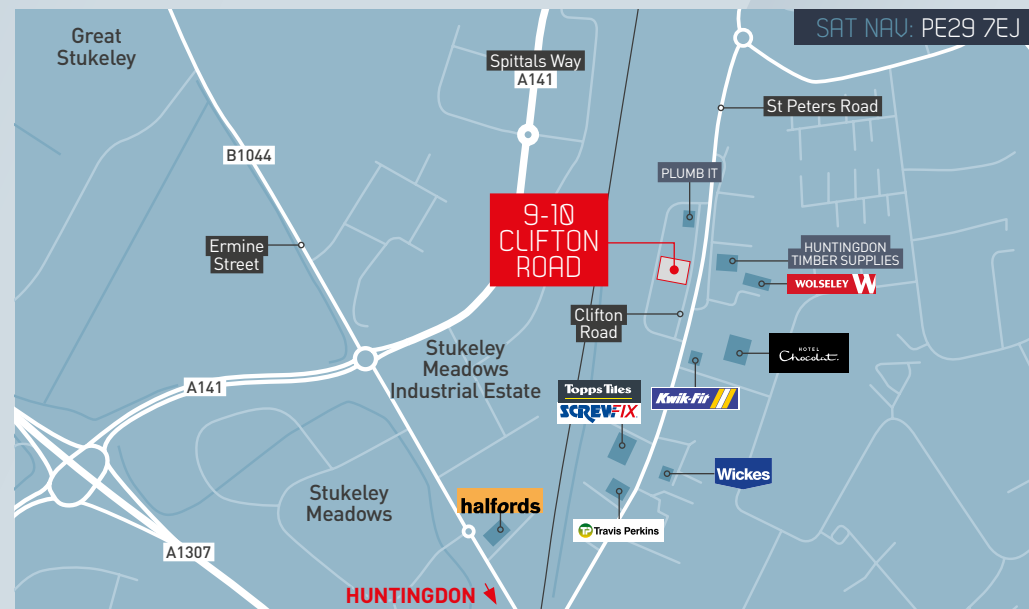 SAT NAV: PE29 7EJ
Great
Stukeley
Spittals Way
A141
St Peters Road
B1044
PLUMB IT
9-10
CLIFTON
ROAD
Ermine
Street
HUNTINGDON
TIMBER SUPPLIES
WOLSELEY W
Clifton
Road
HOTEL
Chocolat.
Stukeley
Meadows
Industrial Estate
A141
Topps Tiles
SCREWFIX
Kwik-Fit
Wickes
Stukeley
Meadows
halfords
TP Travis Perkins
A1307
HUNTINGDON